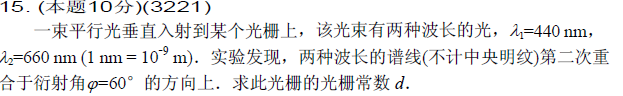 15. (本题10分)(3221)
一束平行光垂直入射到某个光栅上，该光束有两种波长的光，λ₁=440 nm，
λ₂=660 nm (1 nm = 10⁻⁹ m)．实验发现，两种波长的谱线(不计中央明纹)第二次重
合于衍射角φ=60°的方向上．求此光栅的光栅常数 d．